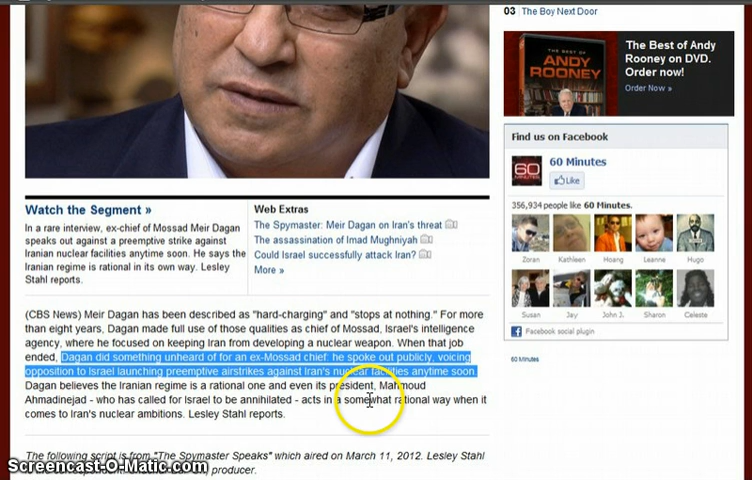 03 The Boy Next Door
THE BEST OF
ANDY
ROONEY
The Best of Andy
Rooney on DVD.
Order now!
Order Now »
Find us on Facebook
60
60 Minutes
Like
356,934 people like 60 Minutes.
Zoran Kathleen Hoang Leanne Hugo
Susan Jay John J. Sharon Celeste
Facebook social plugin
60 Minutes
Watch the Segment »
In a rare interview, ex-chief of Mossad Meir Dagan
speaks out against a preemptive strike against
Iranian nuclear facilities anytime soon. He says the
Iranian regime is rational in its own way. Lesley
Stahl reports.
Web Extras
The Spymaster: Meir Dagan on Iran's threat
The assassination of Imad Mughniyah
Could Israel successfully attack Iran?
More »
(CBS News) Meir Dagan has been described as "hard-charging" and "stops at nothing." For more
than eight years, Dagan made full use of those qualities as chief of Mossad, Israel's intelligence
agency, where he focused on keeping Iran from developing a nuclear weapon. When that job
ended, Dagan did something unheard of for an ex-Mossad chief: he spoke out publicly, voicing
opposition to Israel launching preemptive airstrikes against Iran's nuclear facilities anytime soon.
Dagan believes the Iranian regime is a rational one and even its president, Mahmoud
Ahmadinejad - who has called for Israel to be annihilated - acts in a somewhat rational way when it
comes to Iran's nuclear ambitions. Lesley Stahl reports.
The following script is from "The Spymaster Speaks" which aired on March 11, 2012. Lesley Stahl
producer.
Screencast-O-Matic.com